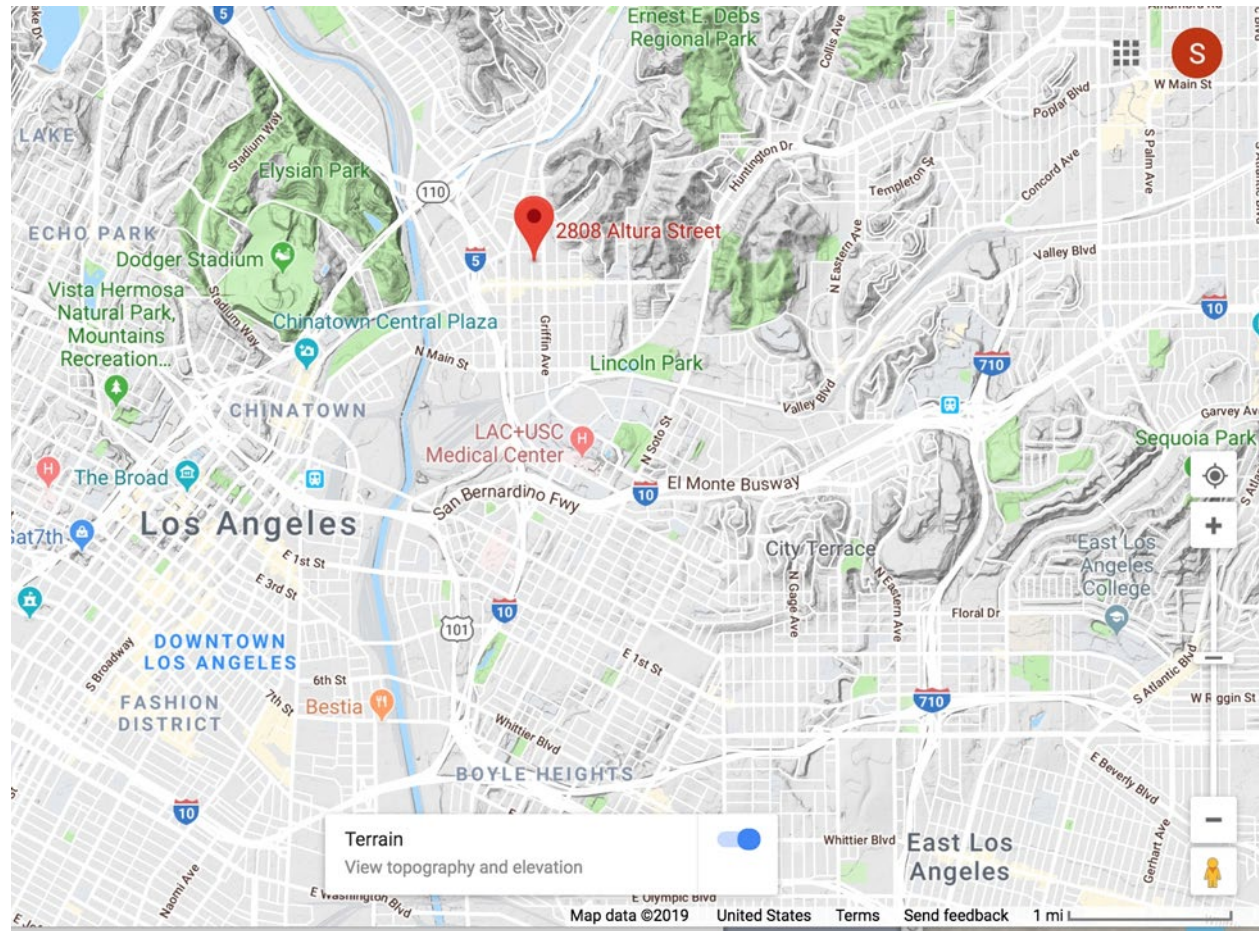 5
Ernest E. Debs
Regional Park
Collis Ave
S
W Main St
Poplar Blvd
S Palm Ave
LAKE
Stadium Way
Elysian Park
110
Huntington Dr
Templeton St
Concord Ave
2808 Altura Street
ECHO PARK
Dodger Stadium
5
N Eastern Ave
Valley Blvd
Vista Hermosa
Natural Park,
Mountains
Recreation...
Stadium Way
Chinatown Central Plaza
Griffin Ave
10
N Main St
Lincoln Park
710
CHINATOWN
Valley Blvd
Garvey Av
LAC+USC
Medical Center
H
N Soto St
Sequoia Park
H
The Broad
El Monte Busway
10
San Bernardino Fwy
Los Angeles
Sat7th
City Terrace
East Los
Angeles
College
E 1st St
E 3rd St
N Gage Ave
N Eastern Ave
10
Floral Dr
101
DOWNTOWN
LOS ANGELES
S Broadway
E 1st St
S Atlantic Blvd
6th St
FASHION
DISTRICT
7th St
Bestia
710
W Riggin St
Whittier Blvd
BOYLE HEIGHTS
E Beverly Blvd
10
Terrain
View topography and elevation
Whittier Blvd
East Los
Angeles
Gerhart Ave
Naomi Ave
E Washington Blvd
E Olympic Blvd
Map data ©2019 United States Terms Send feedback 1 mi